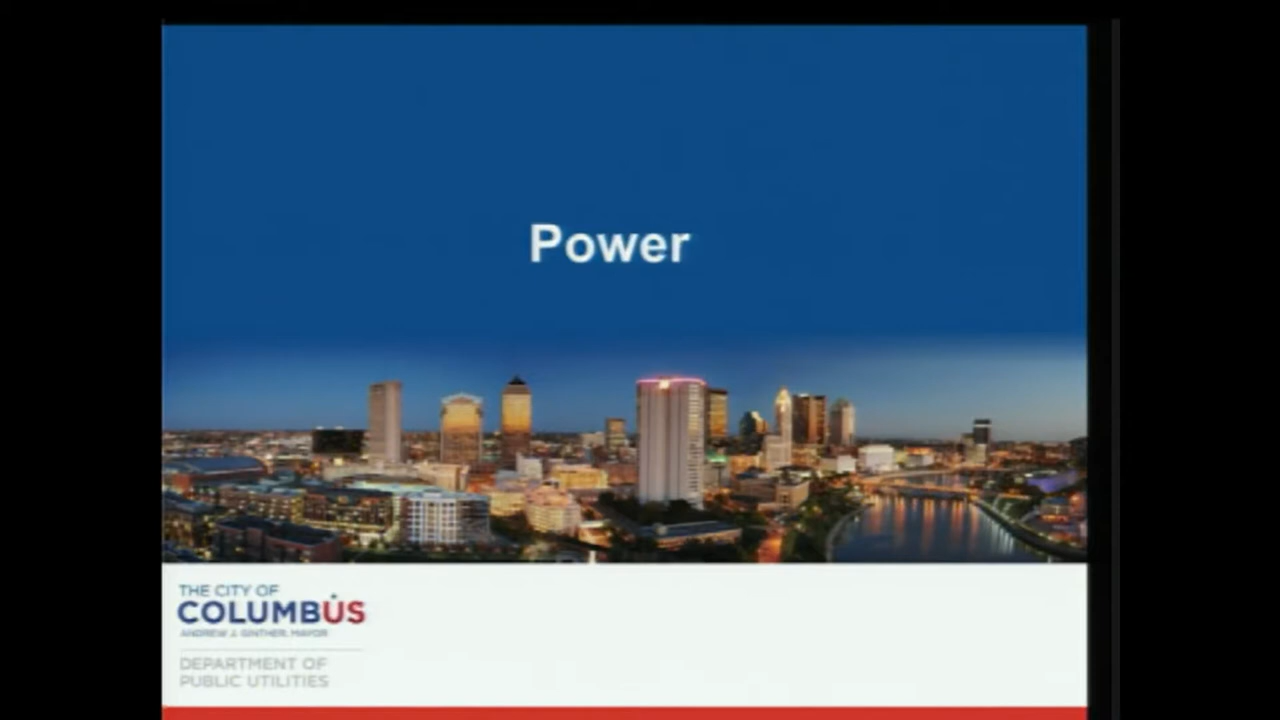 Power
THE CITY OF
COLUMBUS
ANDREW J. GINTHER, MAYOR
DEPARTMENT OF
PUBLIC UTILITIES